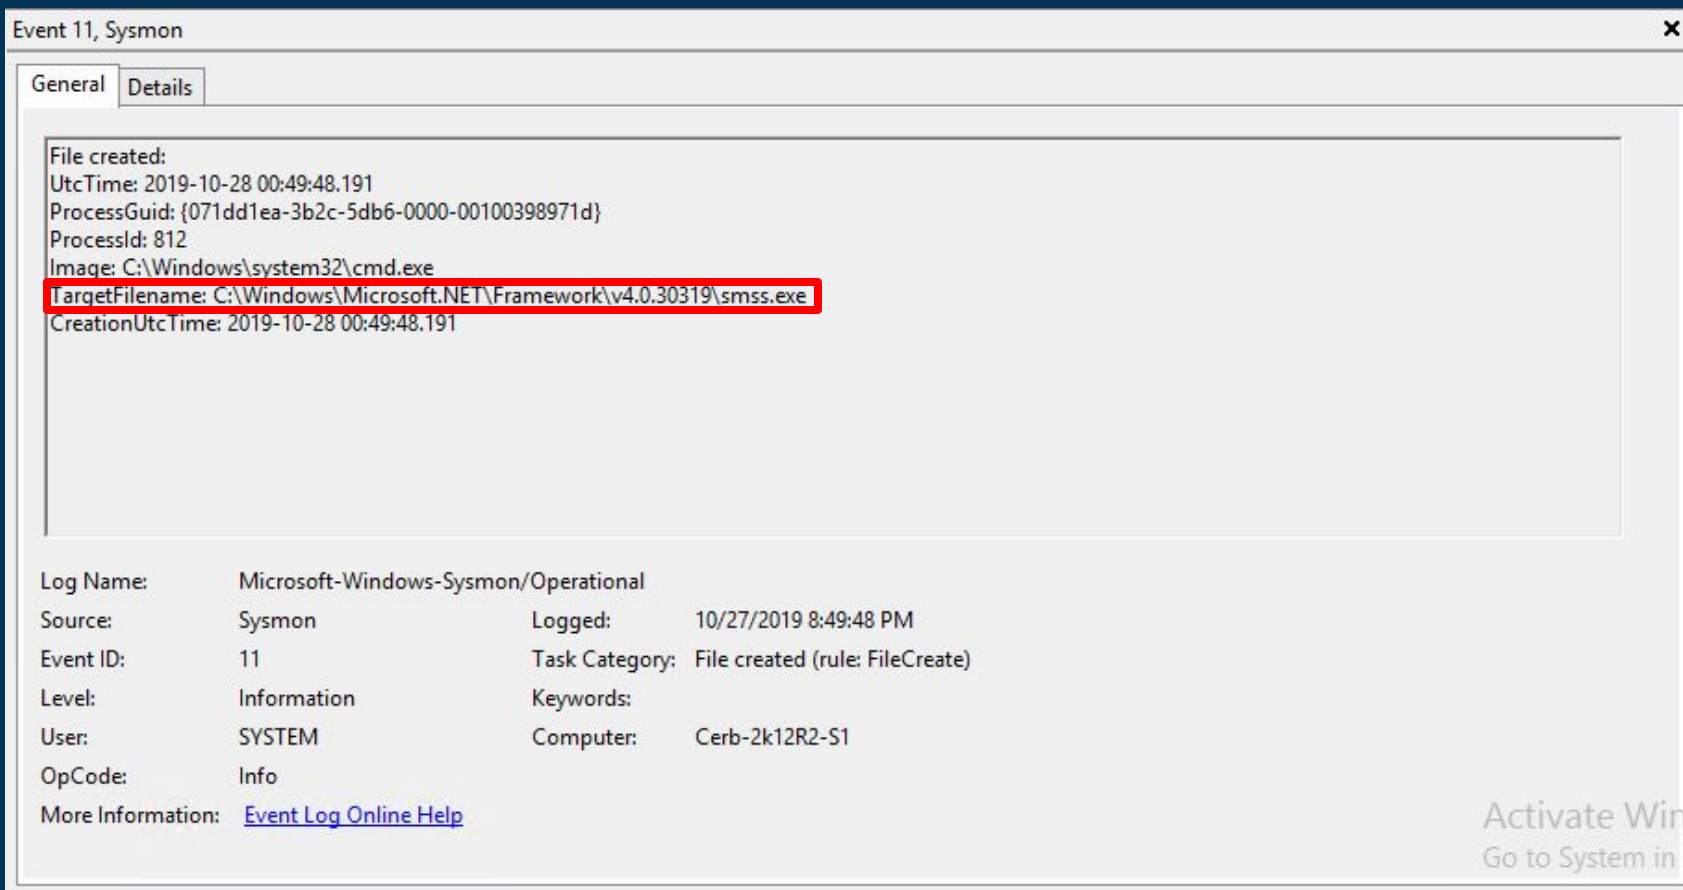 Event 11, Sysmon
General Details
File created:
UtcTime: 2019-10-28 00:49:48.191
ProcessGuid: {071dd1ea-3b2c-5db6-0000-00100398971d}
ProcessId: 812
Image: C:\Windows\system32\cmd.exe
TargetFilename: C:\Windows\Microsoft.NET\Framework\v4.0.30319\smss.exe
CreationUtcTime: 2019-10-28 00:49:48.191
Log Name: Microsoft-Windows-Sysmon/Operational
Source: Sysmon Logged: 10/27/2019 8:49:48 PM
Event ID: 11 Task Category: File created (rule: FileCreate)
Level: Information Keywords:
User: SYSTEM Computer: Cerb-2k12R2-S1
OpCode: Info
More Information: Event Log Online Help
Activate Win
Go to System in